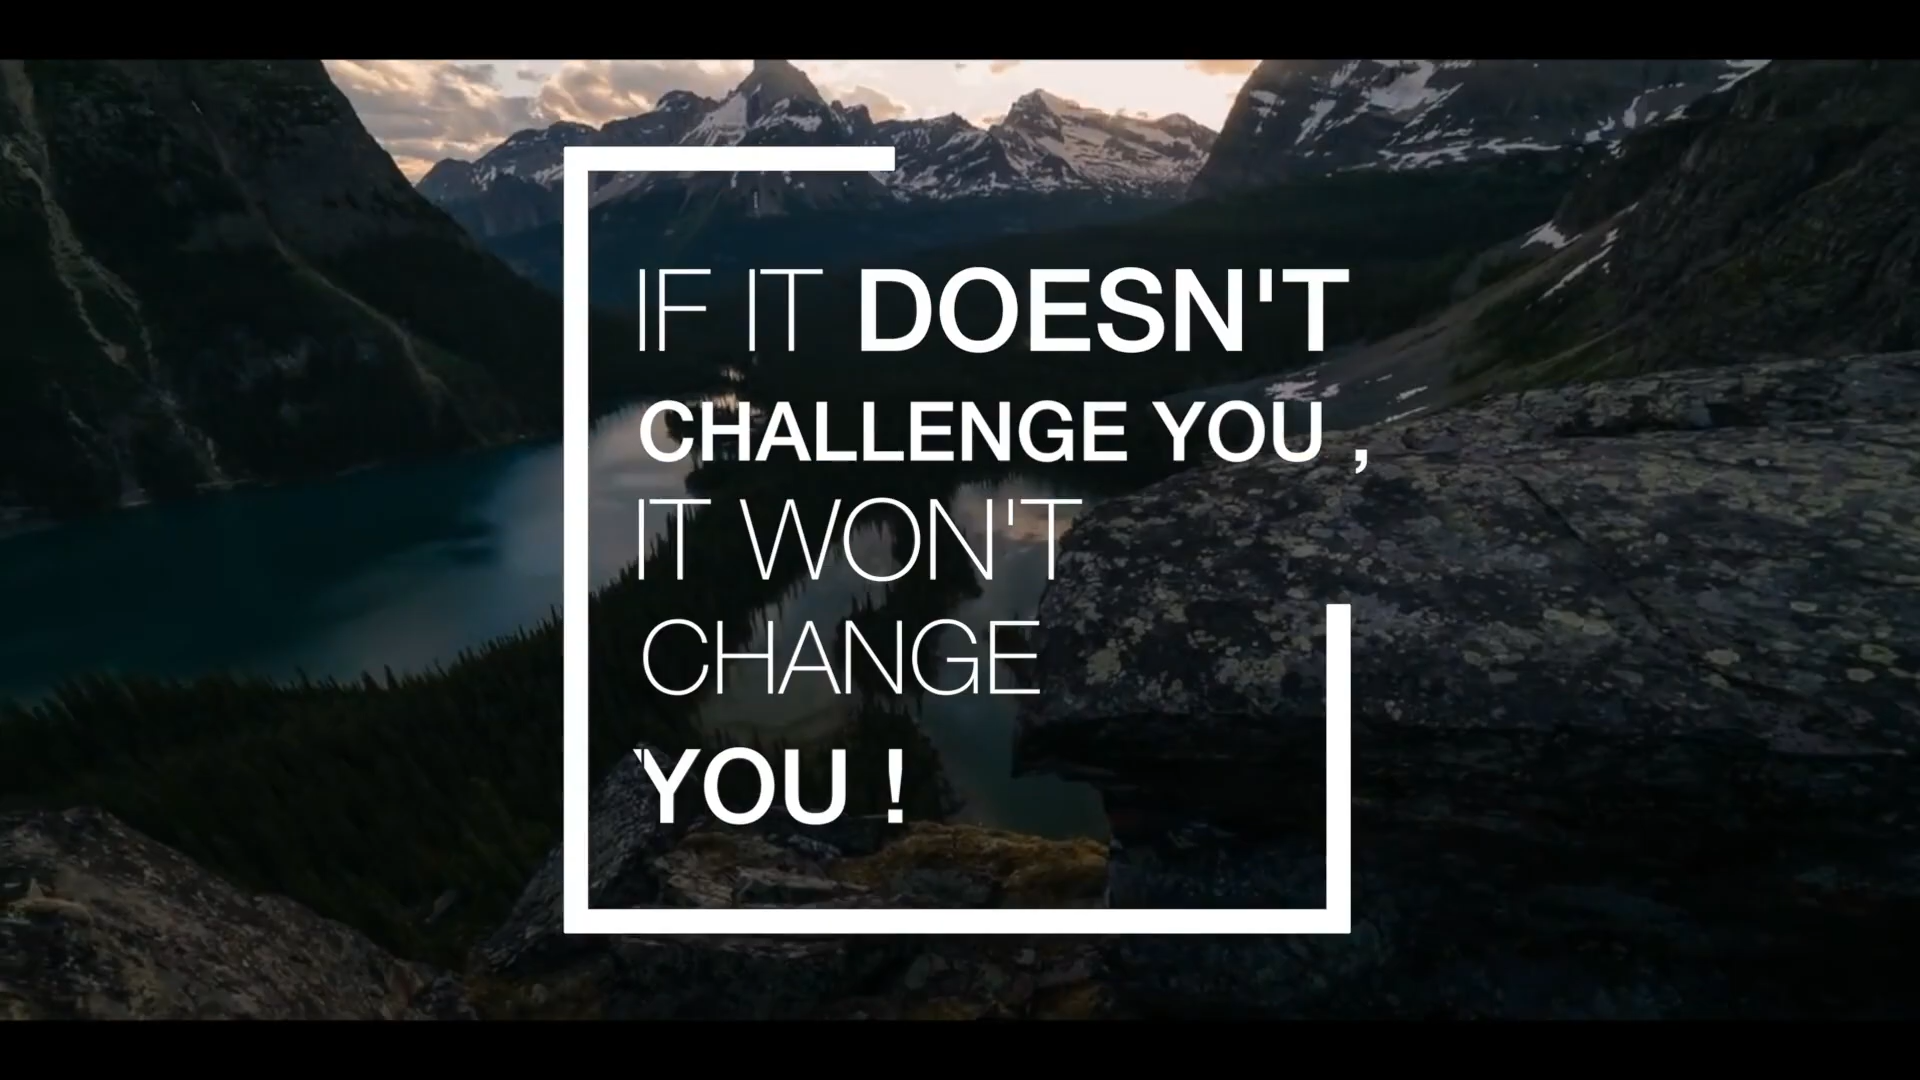 IF IT DOESN'T
CHALLENGE YOU ,
IT WON'T
CHANGE
YOU !